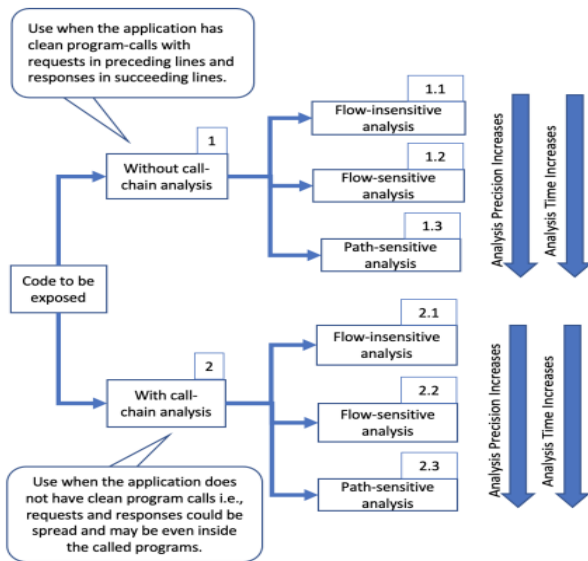 Use when the application has
clean program-calls with
requests in preceding lines and
responses in succeeding lines.
1.1
Flow-insensitive
analysis
1
Without call-
chain analysis
1.2
Flow-sensitive
analysis
1.3
Path-sensitive
analysis
Analysis Precision Increases
Analysis Time Increases
Code to be
exposed
2.1
Flow-insensitive
analysis
2
With call-
chain analysis
2.2
Flow-sensitive
analysis
2.3
Path-sensitive
analysis
Analysis Precision Increases
Analysis Time Increases
Use when the application does
not have clean program calls i.e.,
requests and responses could be
spread and may be even inside
the called programs.